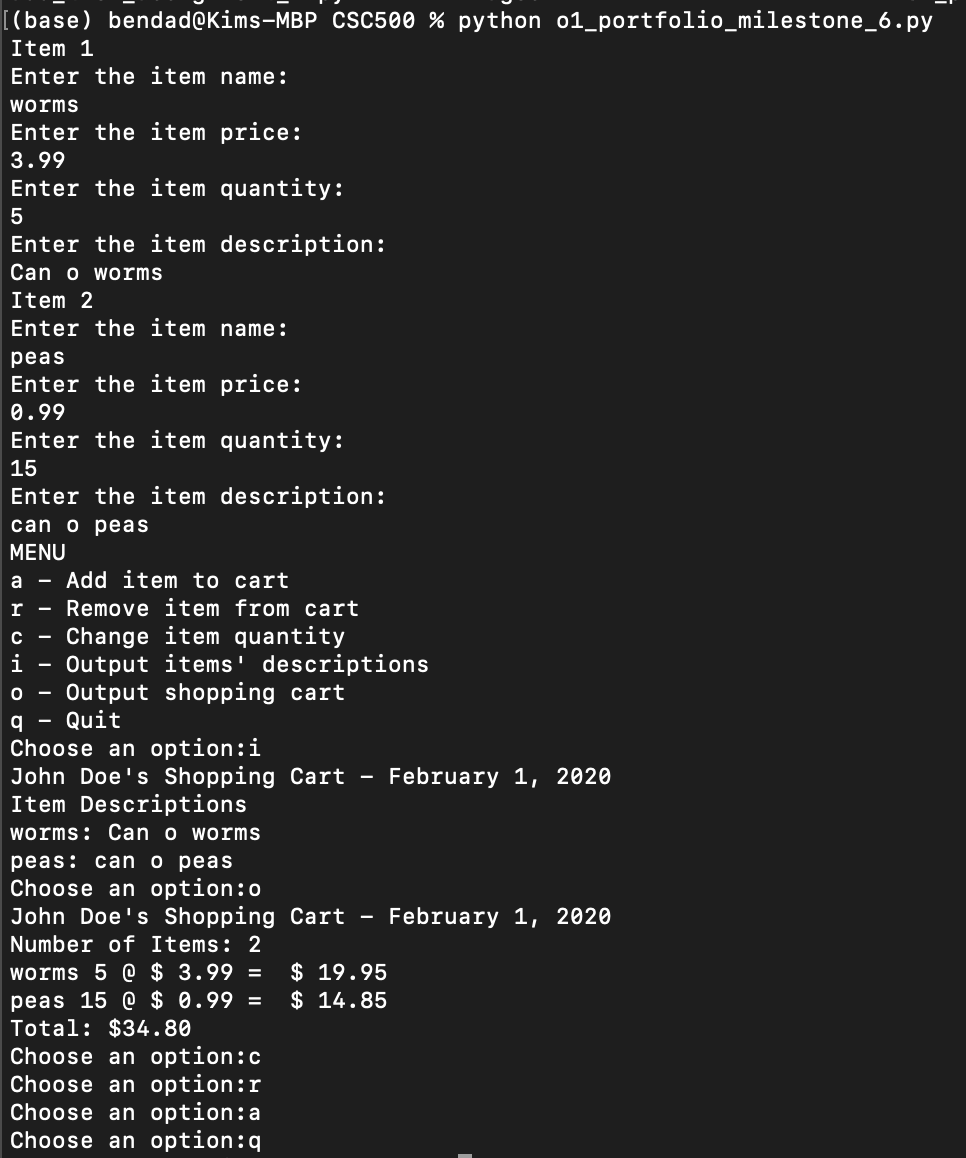 [(base) bendad@Kims-MBP CSC500 % python o1_portfolio_milestone_6.py
Item 1
Enter the item name:
worms
Enter the item price:
3.99
Enter the item quantity:
5
Enter the item description:
Can o worms
Item 2
Enter the item name:
peas
Enter the item price:
0.99
Enter the item quantity:
15
Enter the item description:
can o peas
MENU
a – Add item to cart
r – Remove item from cart
c – Change item quantity
i – Output items' descriptions
o – Output shopping cart
q – Quit
Choose an option:i
John Doe's Shopping Cart – February 1, 2020
Item Descriptions
worms: Can o worms
peas: can o peas
Choose an option:o
John Doe's Shopping Cart – February 1, 2020
Number of Items: 2
worms 5 @ $ 3.99 =  $ 19.95
peas 15 @ $ 0.99 =  $ 14.85
Total: $34.80
Choose an option:c
Choose an option:r
Choose an option:a
Choose an option:q